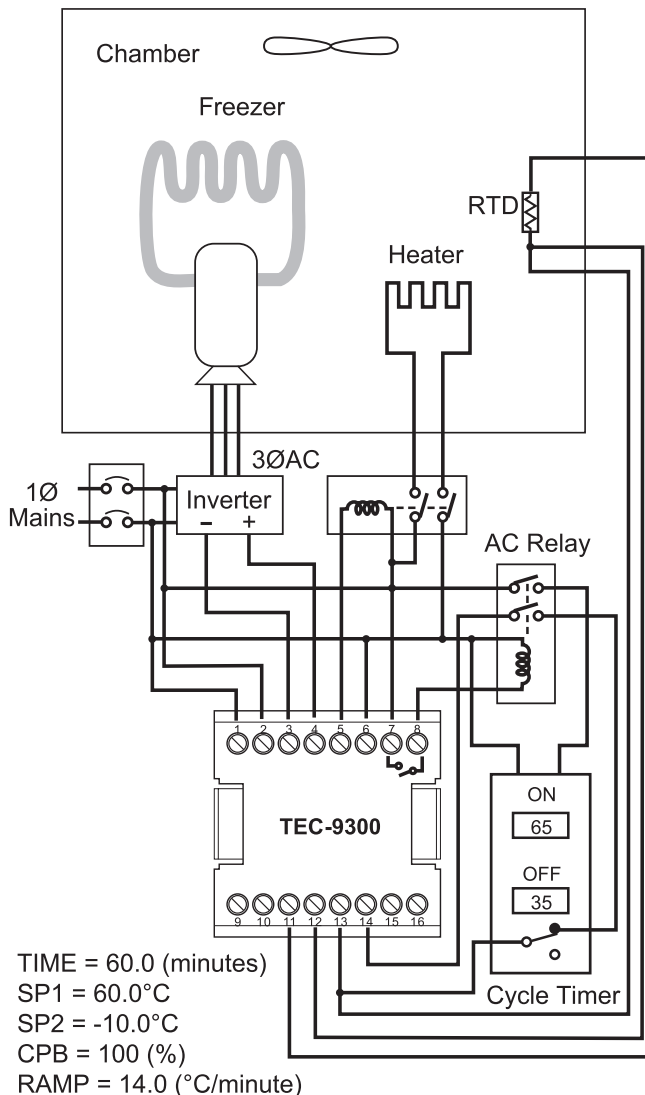 Chamber
Freezer
RTD
Heater
3ØAC
1Ø
Mains
Inverter
− +
AC Relay
1 2 3 4 5 6 7 8
TEC-9300
ON
65
OFF
35
9 10 11 12 13 14 15 16
Cycle Timer
TIME = 60.0 (minutes)
SP1 = 60.0°C
SP2 = -10.0°C
CPB = 100 (%)
RAMP = 14.0 (°C/minute)